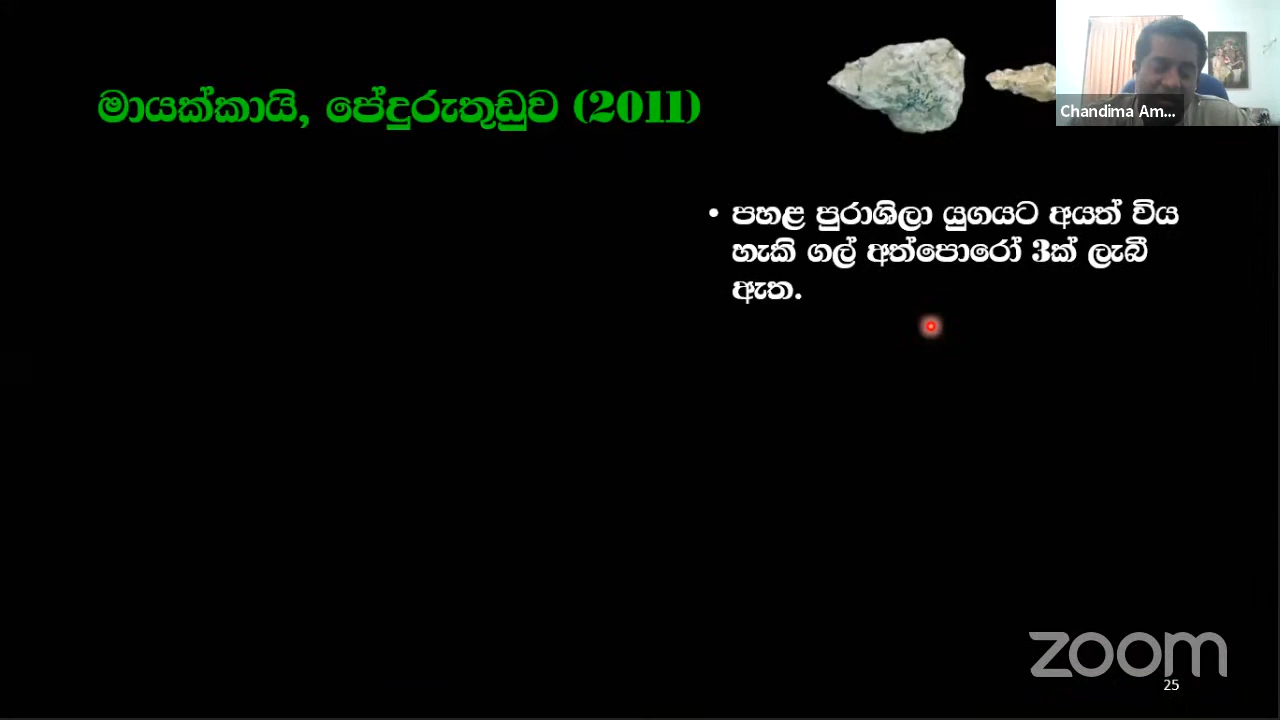 මායක්කායි, පේදුරුතුඩුව (2011)
Chandima Am...
• පහළ පුරාශිලා යුගයට අයත් විය
හැකි ගල් අත්පොරෝ 3ක් ලැබී
ඇත.
zoom
25